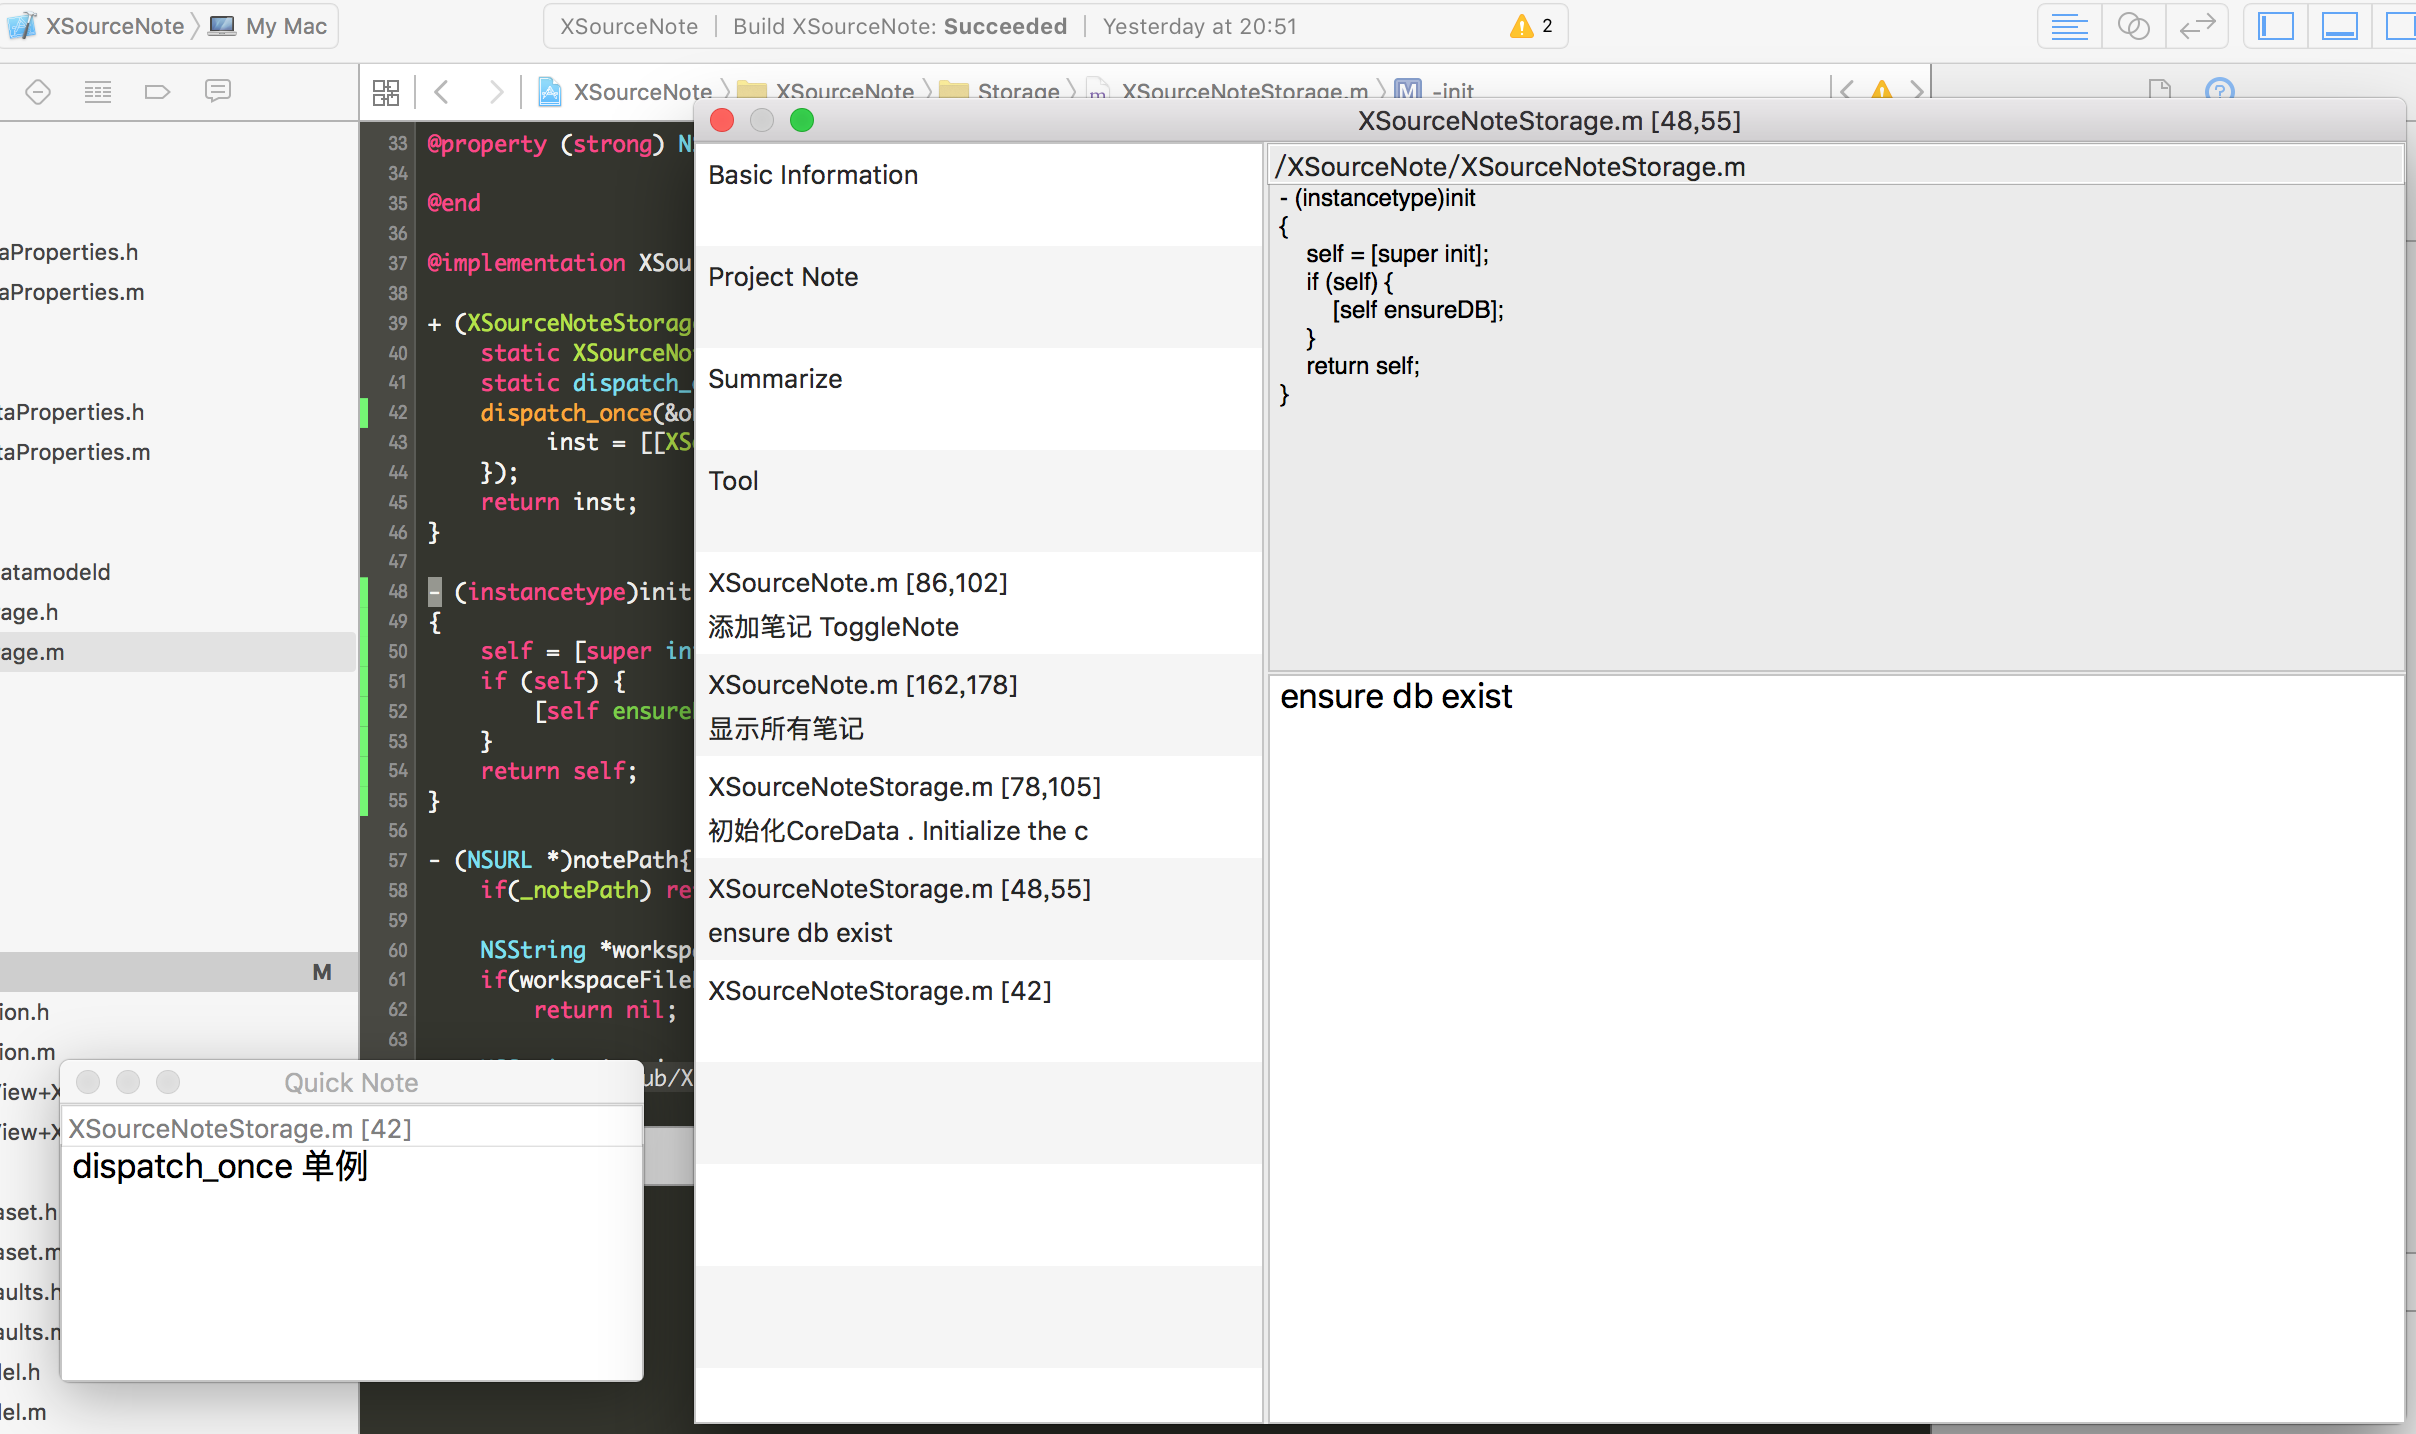 XSourceNote My Mac
XSourceNote | Build XSourceNote: Succeeded | Yesterday at 20:51
2
XSourceNote XSourceNote Storage XSourceNoteStorage.m M -init
aProperties.h
aProperties.m
taProperties.h
taProperties.m
atamodeld
age.h
age.m
M
ion.h
ion.m
iew+X
iew+X
aset.h
aset.m
aults.h
el.h
del.m
33 @property (strong) N
34
35 @end
36
37 @implementation XSou
38
39 + (XSourceNoteStorag
40 static XSourceNo
41 static dispatch_
42 dispatch_once(&o
43 inst = [[XS
44 });
45 return inst;
46 }
47
48 - (instancetype)init
49 {
50 self = [super in
51 if (self) {
52 [self ensure
53 }
54 return self;
55 }
56
57 - (NSURL *)notePath{
58 if(_notePath) re
59
60 NSString *worksp
61 if(workspaceFile
62 return nil;
63
ub/X
XSourceNoteStorage.m [48,55]
Basic Information
Project Note
Summarize
Tool
XSourceNote.m [86,102]
添加笔记 ToggleNote
XSourceNote.m [162,178]
显示所有笔记
XSourceNoteStorage.m [78,105]
初始化CoreData . Initialize the c
XSourceNoteStorage.m [48,55]
ensure db exist
XSourceNoteStorage.m [42]
/XSourceNote/XSourceNoteStorage.m
- (instancetype)init
{
self = [super init];
if (self) {
[self ensureDB];
}
return self;
}
ensure db exist
Quick Note
XSourceNoteStorage.m [42]
dispatch_once 单例